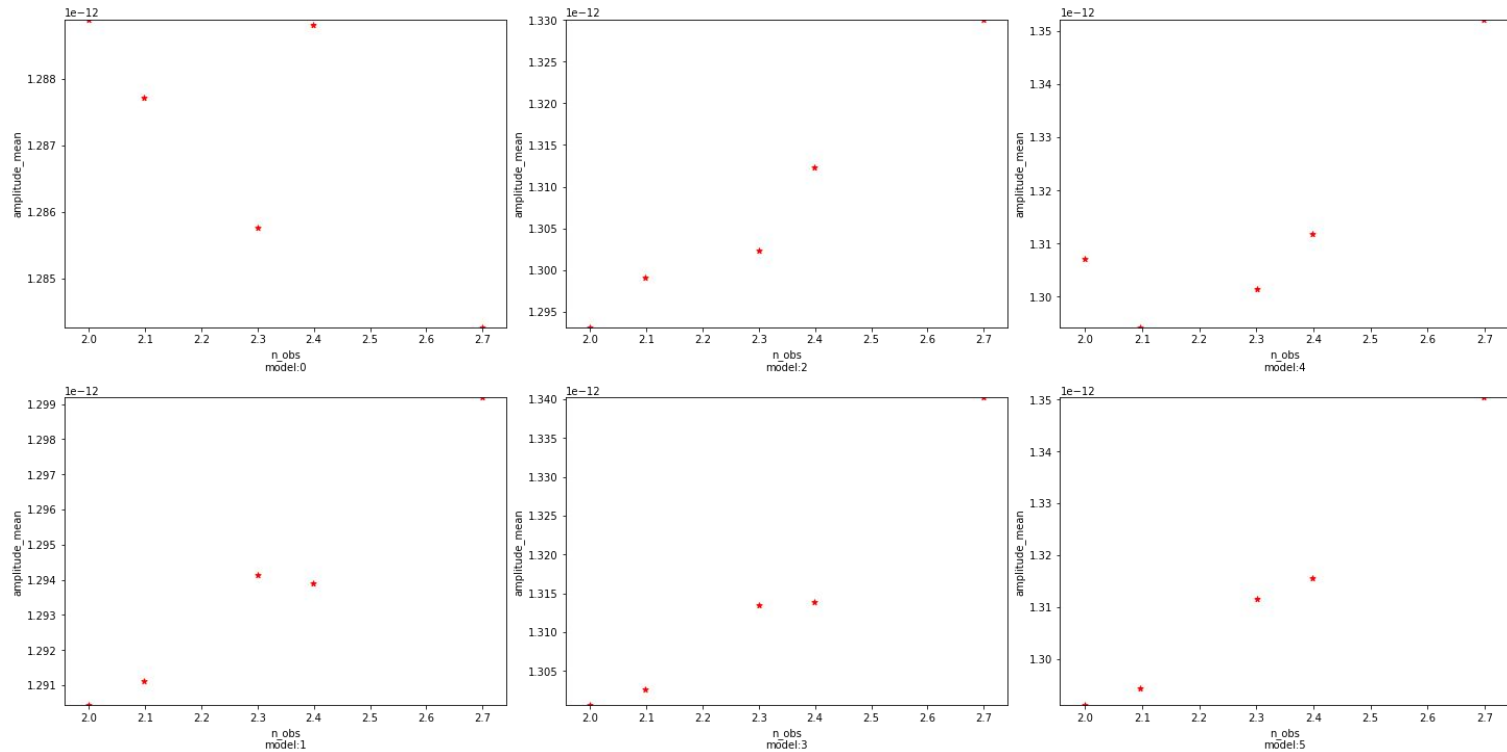 1e−12
1.288
1.287
1.286
1.285
amplitude_mean
2.0 2.1 2.2 2.3 2.4 2.5 2.6 2.7
n_obs
model:0
1e−12
1.330
1.325
1.320
1.315
1.310
1.305
1.300
1.295
amplitude_mean
2.0 2.1 2.2 2.3 2.4 2.5 2.6 2.7
n_obs
model:2
1e−12
1.35
1.34
1.33
1.32
1.31
1.30
amplitude_mean
2.0 2.1 2.2 2.3 2.4 2.5 2.6 2.7
n_obs
model:4
1e−12
1.299
1.298
1.297
1.296
1.295
1.294
1.293
1.292
1.291
amplitude_mean
2.0 2.1 2.2 2.3 2.4 2.5 2.6 2.7
n_obs
model:1
1e−12
1.340
1.335
1.330
1.325
1.320
1.315
1.310
1.305
amplitude_mean
2.0 2.1 2.2 2.3 2.4 2.5 2.6 2.7
n_obs
model:3
1e−12
1.35
1.34
1.33
1.32
1.31
1.30
amplitude_mean
2.0 2.1 2.2 2.3 2.4 2.5 2.6 2.7
n_obs
model:5